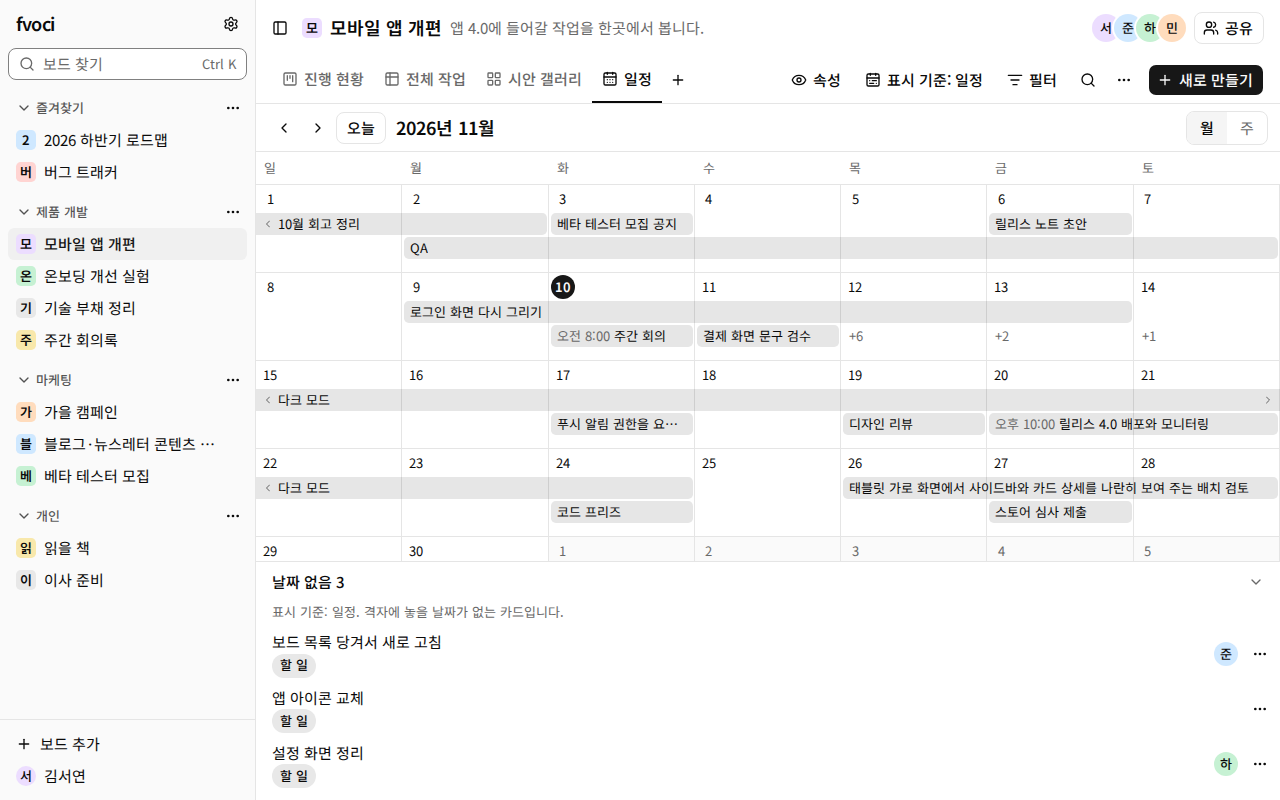 fvoci
보드 찾기 Ctrl K
즐겨찾기
2 2026 하반기 로드맵
버 버그 트래커
제품 개발
모 모바일 앱 개편
온 온보딩 개선 실험
기 기술 부채 정리
주 주간 회의록
마케팅
가 가을 캠페인
블 블로그·뉴스레터 콘텐츠 …
베 베타 테스터 모집
개인
읽 읽을 책
이 이사 준비
보드 추가
서 김서연
모 모바일 앱 개편 앱 4.0에 들어갈 작업을 한곳에서 봅니다.
서 준 하 민 공유
진행 현황 전체 작업 시안 갤러리 일정
속성 표시 기준: 일정 필터 새로 만들기
오늘 2026년 11월 월 주
일 월 화 수 목 금 토
1 2 3 4 5 6 7
10월 회고 정리 베타 테스터 모집 공지 릴리스 노트 초안
QA
8 9 10 11 12 13 14
로그인 화면 다시 그리기
오전 8:00 주간 회의 결제 화면 문구 검수 +6 +2 +1
15 16 17 18 19 20 21
다크 모드
푸시 알림 권한을 요… 디자인 리뷰 오후 10:00 릴리스 4.0 배포와 모니터링
22 23 24 25 26 27 28
다크 모드 태블릿 가로 화면에서 사이드바와 카드 상세를 나란히 보여 주는 배치 검토
코드 프리즈 스토어 심사 제출
29 30 1 2 3 4 5
날짜 없음 3
표시 기준: 일정. 격자에 놓을 날짜가 없는 카드입니다.
보드 목록 당겨서 새로 고침
할 일 준
앱 아이콘 교체
할 일
설정 화면 정리
할 일 하